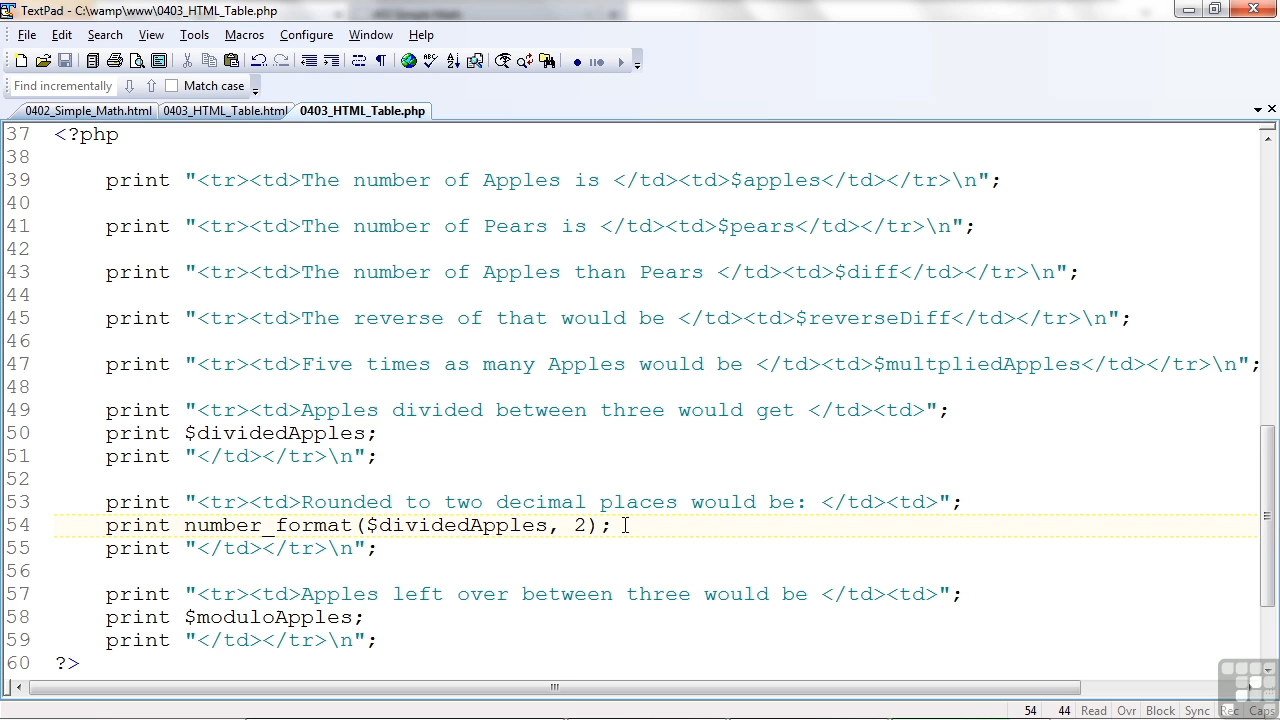 TextPad - C:\wamp\www\0403_HTML_Table.php
File Edit Search View Tools Macros Configure Window Help
Find incrementally Match case
0402_Simple_Math.html 0403_HTML_Table.html 0403_HTML_Table.php
37 <?php
38
39 print "<tr><td>The number of Apples is </td><td>$apples</td></tr>\n";
40
41 print "<tr><td>The number of Pears is </td><td>$pears</td></tr>\n";
42
43 print "<tr><td>The number of Apples than Pears </td><td>$diff</td></tr>\n";
44
45 print "<tr><td>The reverse of that would be </td><td>$reverseDiff</td></tr>\n";
46
47 print "<tr><td>Five times as many Apples would be </td><td>$multpliedApples</td></tr>\n";
48
49 print "<tr><td>Apples divided between three would get </td><td>";
50 print $dividedApples;
51 print "</td></tr>\n";
52
53 print "<tr><td>Rounded to two decimal places would be: </td><td>";
54 print number_format($dividedApples, 2);
55 print "</td></tr>\n";
56
57 print "<tr><td>Apples left over between three would be </td><td>";
58 print $moduloApples;
59 print "</td></tr>\n";
60 ?>
54 44 Read Ovr Block Sync Rec Caps